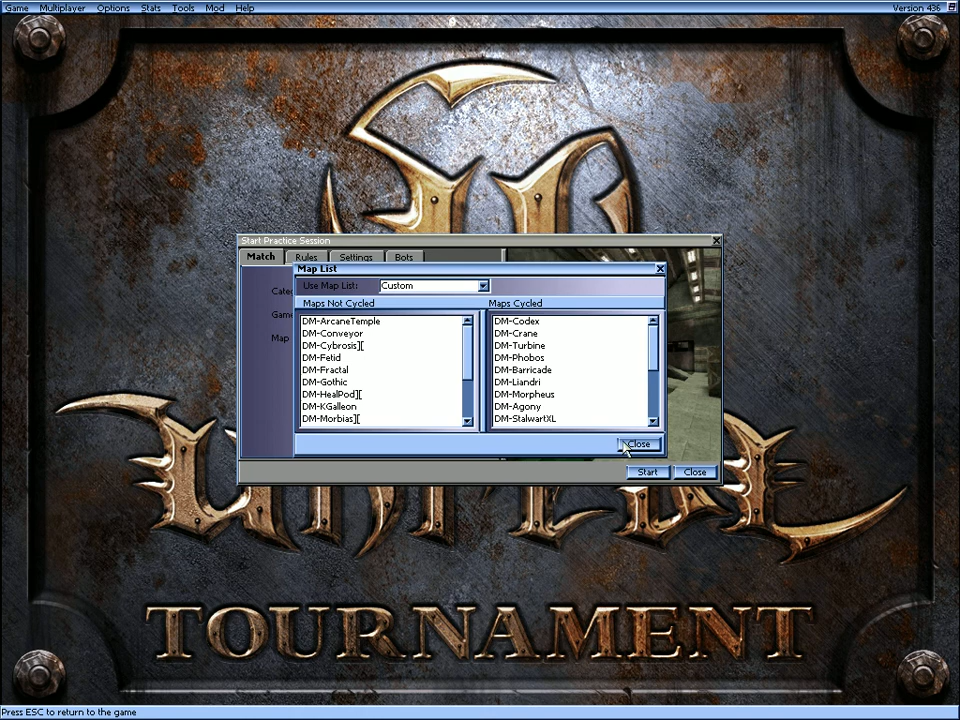 Game Multiplayer Options Stats Tools Mod Help Version 436
Start Practice Session
Match Rules Settings Bots
Map List
Use Map List: Custom
Maps Not Cycled Maps Cycled
DM-ArcaneTemple DM-Codex
DM-Conveyor DM-Crane
DM-Cybrosis][ DM-Turbine
DM-Fetid DM-Phobos
DM-Fractal DM-Barricade
DM-Gothic DM-Liandri
DM-HealPod][ DM-Morpheus
DM-KGalleon DM-Agony
DM-Morbias][ DM-StalwartXL
Map
Close
Start Close
TOURNAMENT
Press ESC to return to the game